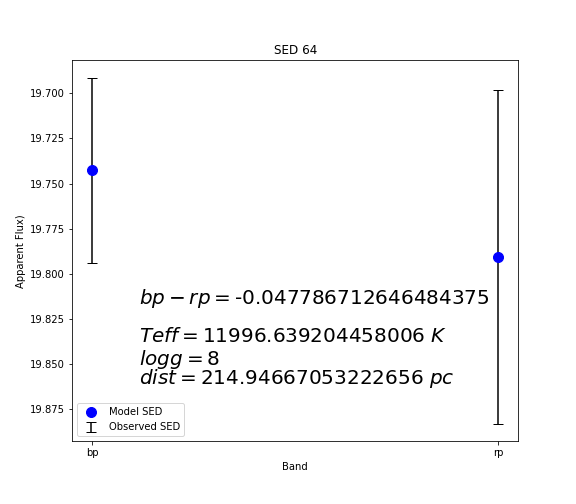 SED 64
19.700
19.725
19.750
19.775
19.800
19.825
19.850
19.875
Apparent Flux)
bp − rp = -0.047786712646484375
Teff = 11996.639204458006 K
logg = 8
dist = 214.94667053222656 pc
Model SED
Observed SED
bp
rp
Band